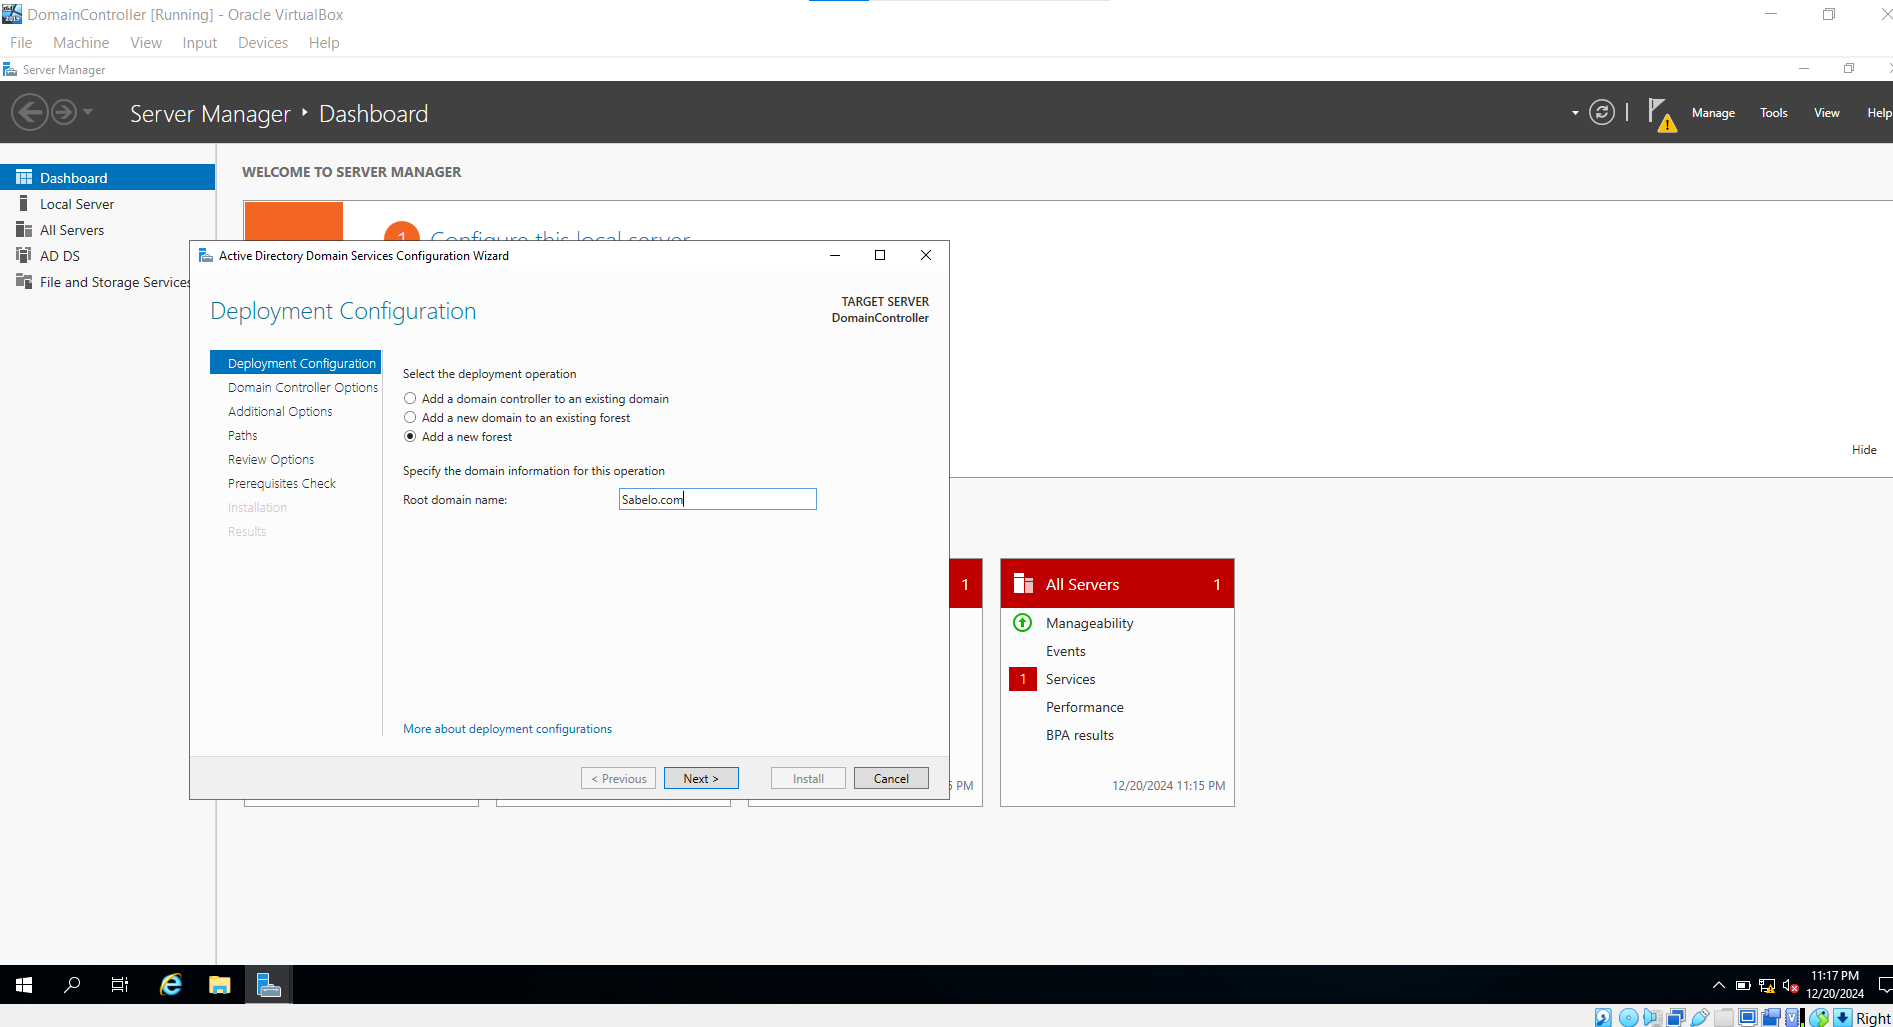 DomainController [Running] - Oracle VirtualBox
File Machine View Input Devices Help
Server Manager
Server Manager ‣ Dashboard
Manage Tools View Help
Dashboard
Local Server
All Servers
AD DS
File and Storage Services
WELCOME TO SERVER MANAGER
1 Configure this local server
Hide
Active Directory Domain Services Configuration Wizard
Deployment Configuration
TARGET SERVER
DomainController
Deployment Configuration
Domain Controller Options
Additional Options
Paths
Review Options
Prerequisites Check
Installation
Results
Select the deployment operation
Add a domain controller to an existing domain
Add a new domain to an existing forest
Add a new forest
Specify the domain information for this operation
Root domain name: Sabelo.com
More about deployment configurations
< Previous Next > Install Cancel
1
5 PM
All Servers 1
Manageability
Events
1 Services
Performance
BPA results
12/20/2024 11:15 PM
11:17 PM
12/20/2024
Right